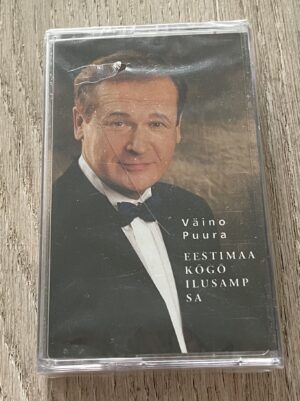 Väino
Puura
EESTIMAA
KÕGÕ
ILUSAMP
SA